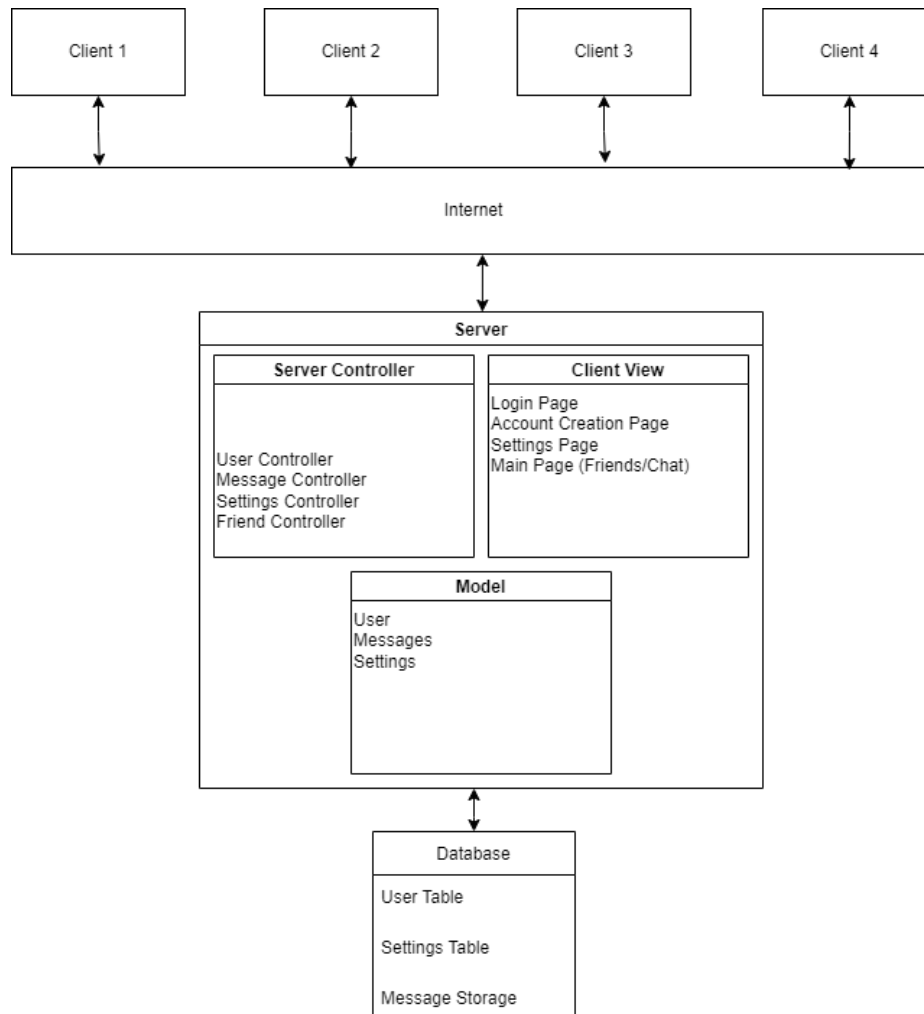 Client 1
Client 2
Client 3
Client 4
Internet
Server
Server Controller
User Controller
Message Controller
Settings Controller
Friend Controller
Client View
Login Page
Account Creation Page
Settings Page
Main Page (Friends/Chat)
Model
User
Messages
Settings
Database
User Table
Settings Table
Message Storage